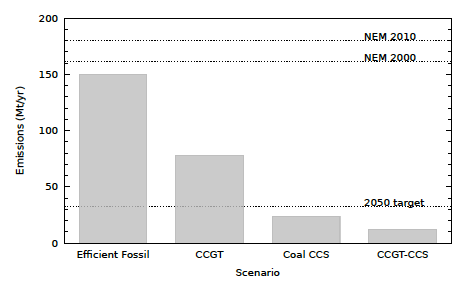 200
NEM 2010
NEM 2000
150
Emissions (Mt/yr)
100
50
2050 target
0
Efficient Fossil CCGT Coal CCS CCGT-CCS
Scenario